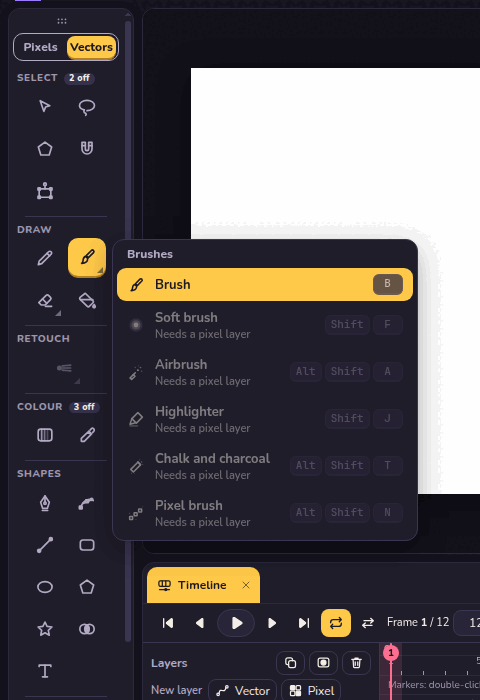 Pixels Vectors
SELECT 2 off
DRAW
Brushes
Brush B
Soft brush Shift F
Needs a pixel layer
Airbrush Alt Shift A
Needs a pixel layer
RETOUCH
Highlighter Shift J
Needs a pixel layer
COLOUR 3 off
Chalk and charcoal Alt Shift T
Needs a pixel layer
SHAPES
Pixel brush Alt Shift N
Needs a pixel layer
Timeline
Frame 1 / 12 12
1
Layers
New layer Vector Pixel
Markers: double-clic